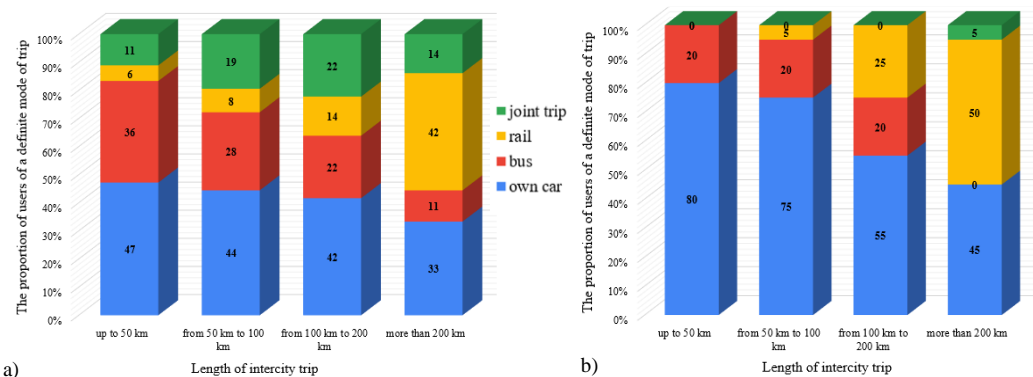 The proportion of users of a definite mode of trip
100%
90%
80%
70%
60%
50%
40%
30%
20%
10%
0%
11
6
36
47
19
8
28
44
22
14
22
42
14
42
11
33
up to 50 km
from 50 km to 100
km
from 100 km to 200
km
more than 200 km
Length of intercity trip
a)
joint trip
rail
bus
own car
The proportion of users of a definite mode of trip
100%
90%
80%
70%
60%
50%
40%
30%
20%
10%
0%
0
20
80
0
5
20
75
0
25
20
55
5
50
0
45
up to 50 km
from 50 km to 100
km
from 100 km to
200 km
more than 200 km
Length of intercity trip
b)